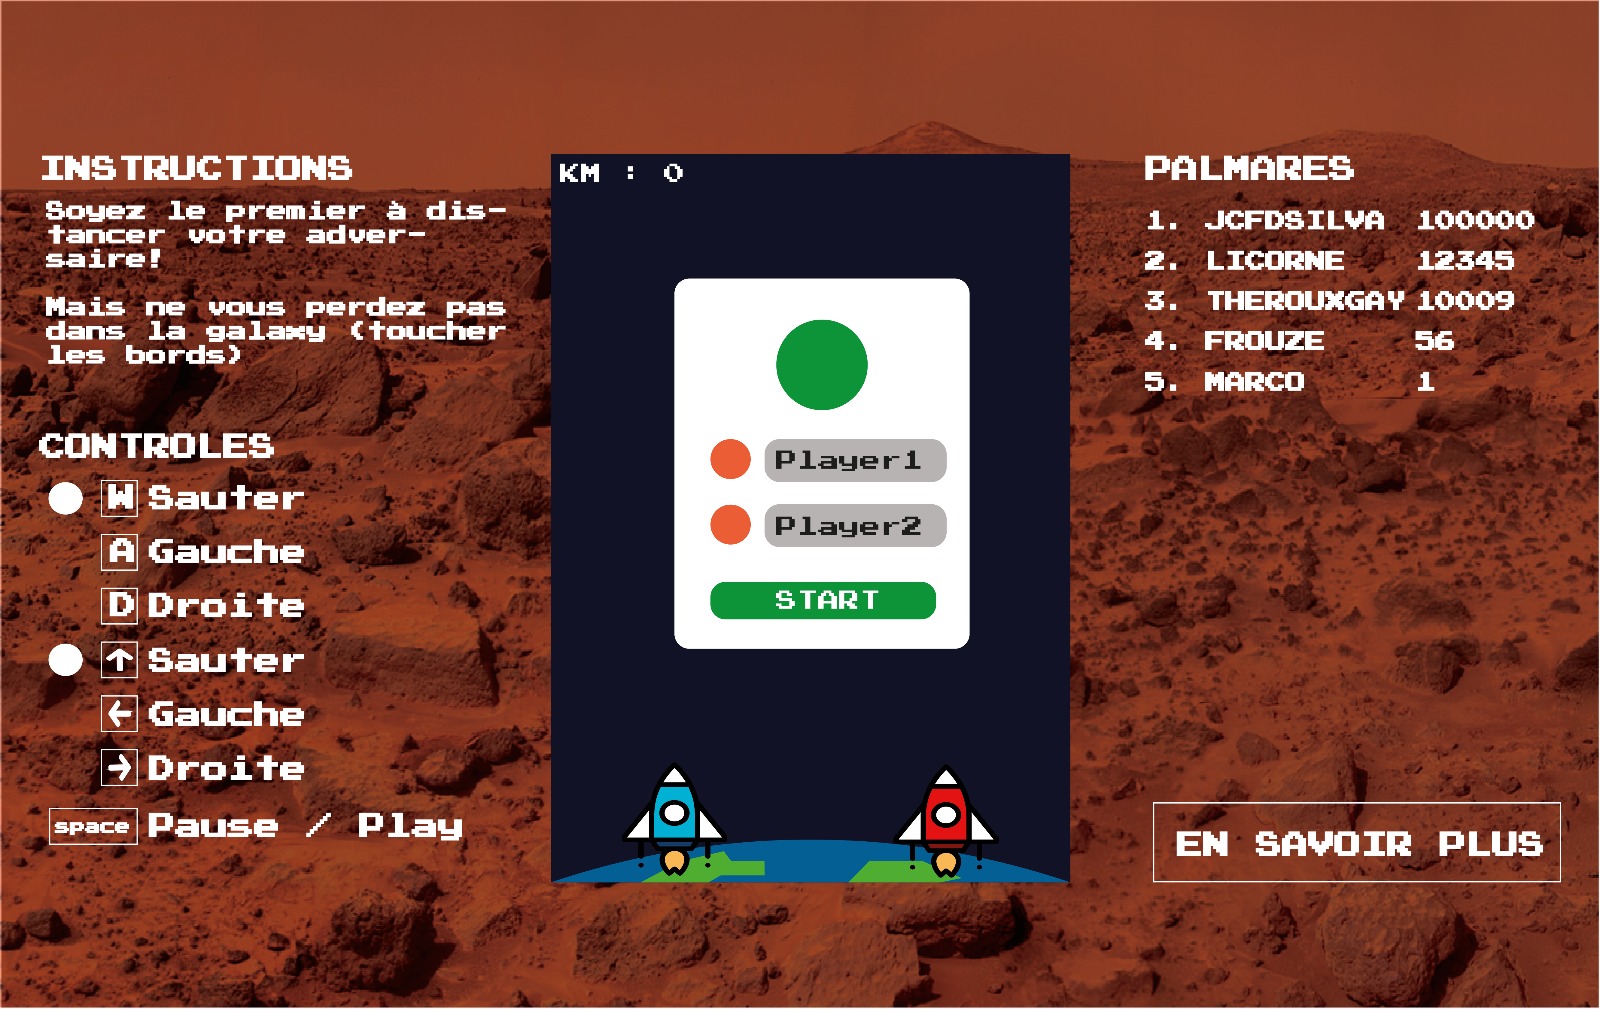 INSTRUCTIONS
Soyez le premier à dis-
tancer votre adver-
saire!
Mais ne vous perdez pas
dans la galaxy (toucher
les bords)
CONTROLES
W Sauter
A Gauche
D Droite
↑ Sauter
← Gauche
→ Droite
space Pause / Play
KM : 0
Player1
Player2
START
PALMARES
1. JCFDSILVA 100000
2. LICORNE 12345
3. THEROUXGAY 10009
4. FROUZE 56
5. MARCO 1
EN SAVOIR PLUS